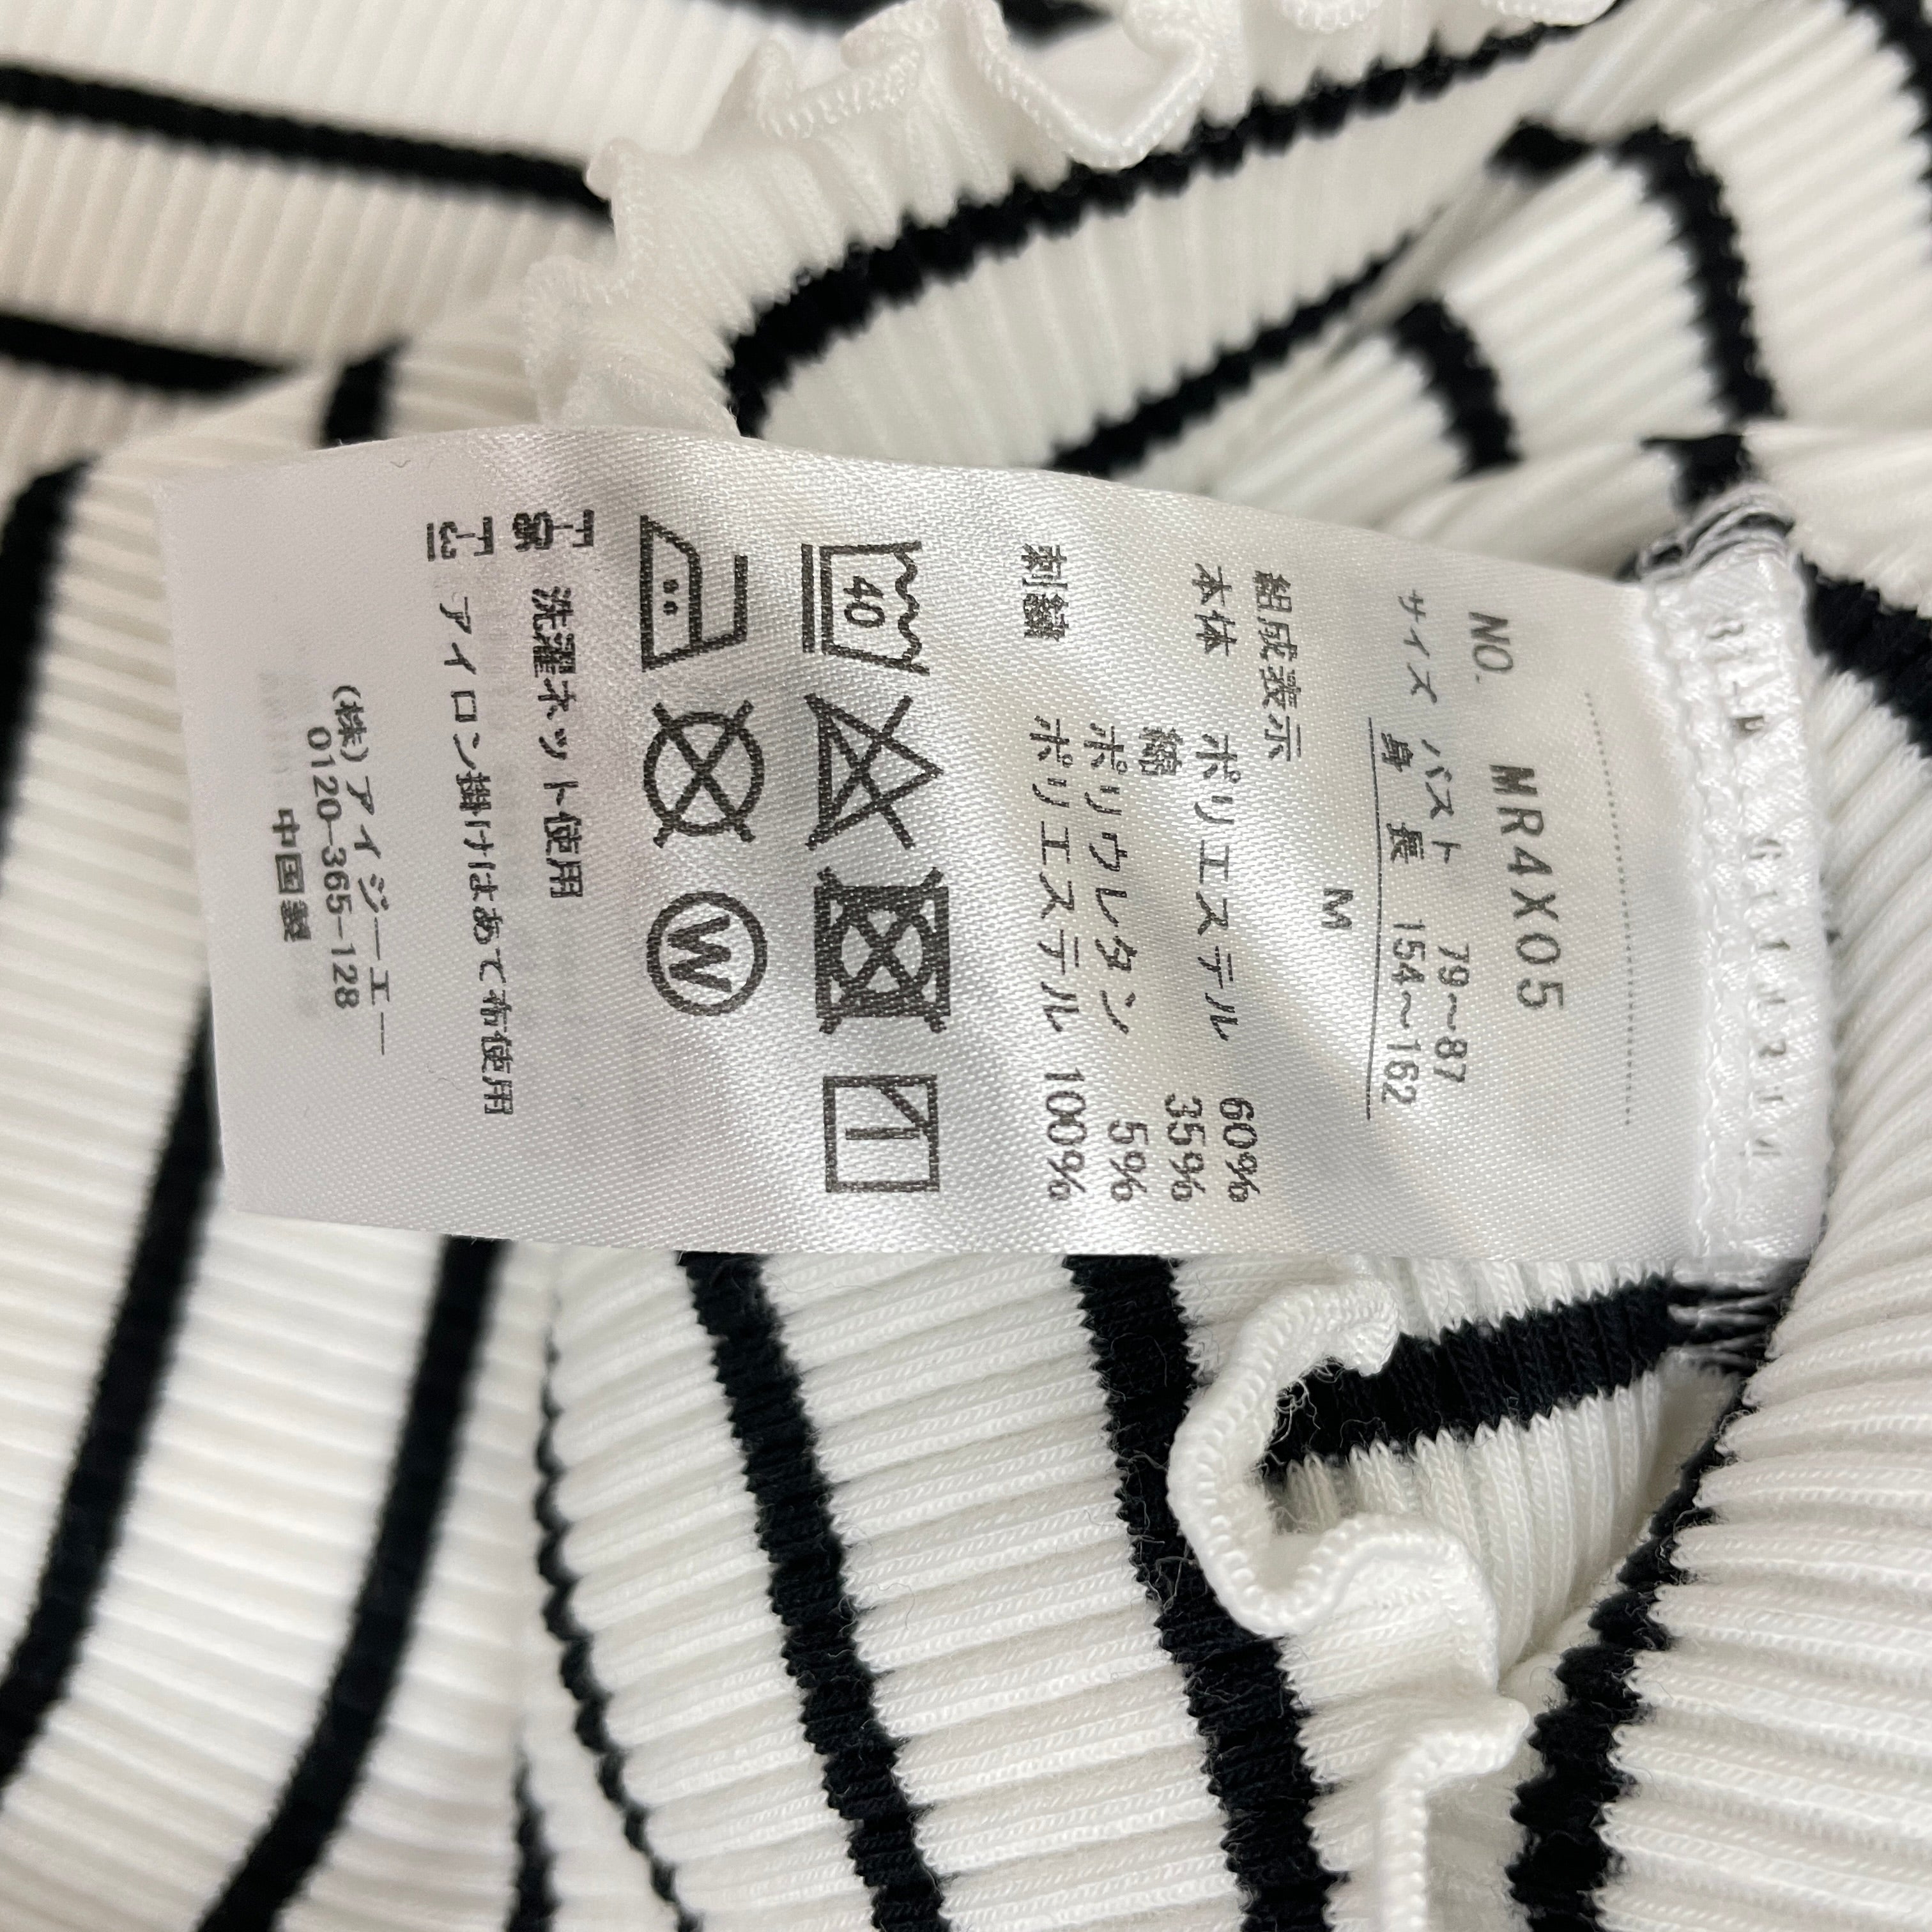 NO. MR4X05
サイズ バスト 79~87
身長 154~162
M
組成表示
本体 ポリエステル 60%
綿 35%
ポリウレタン 5%
刺繍 ポリエステル 100%
40
W
洗濯ネット使用
アイロン掛けはあて布使用
(株)アイジーエー
0120-365-128
中国製